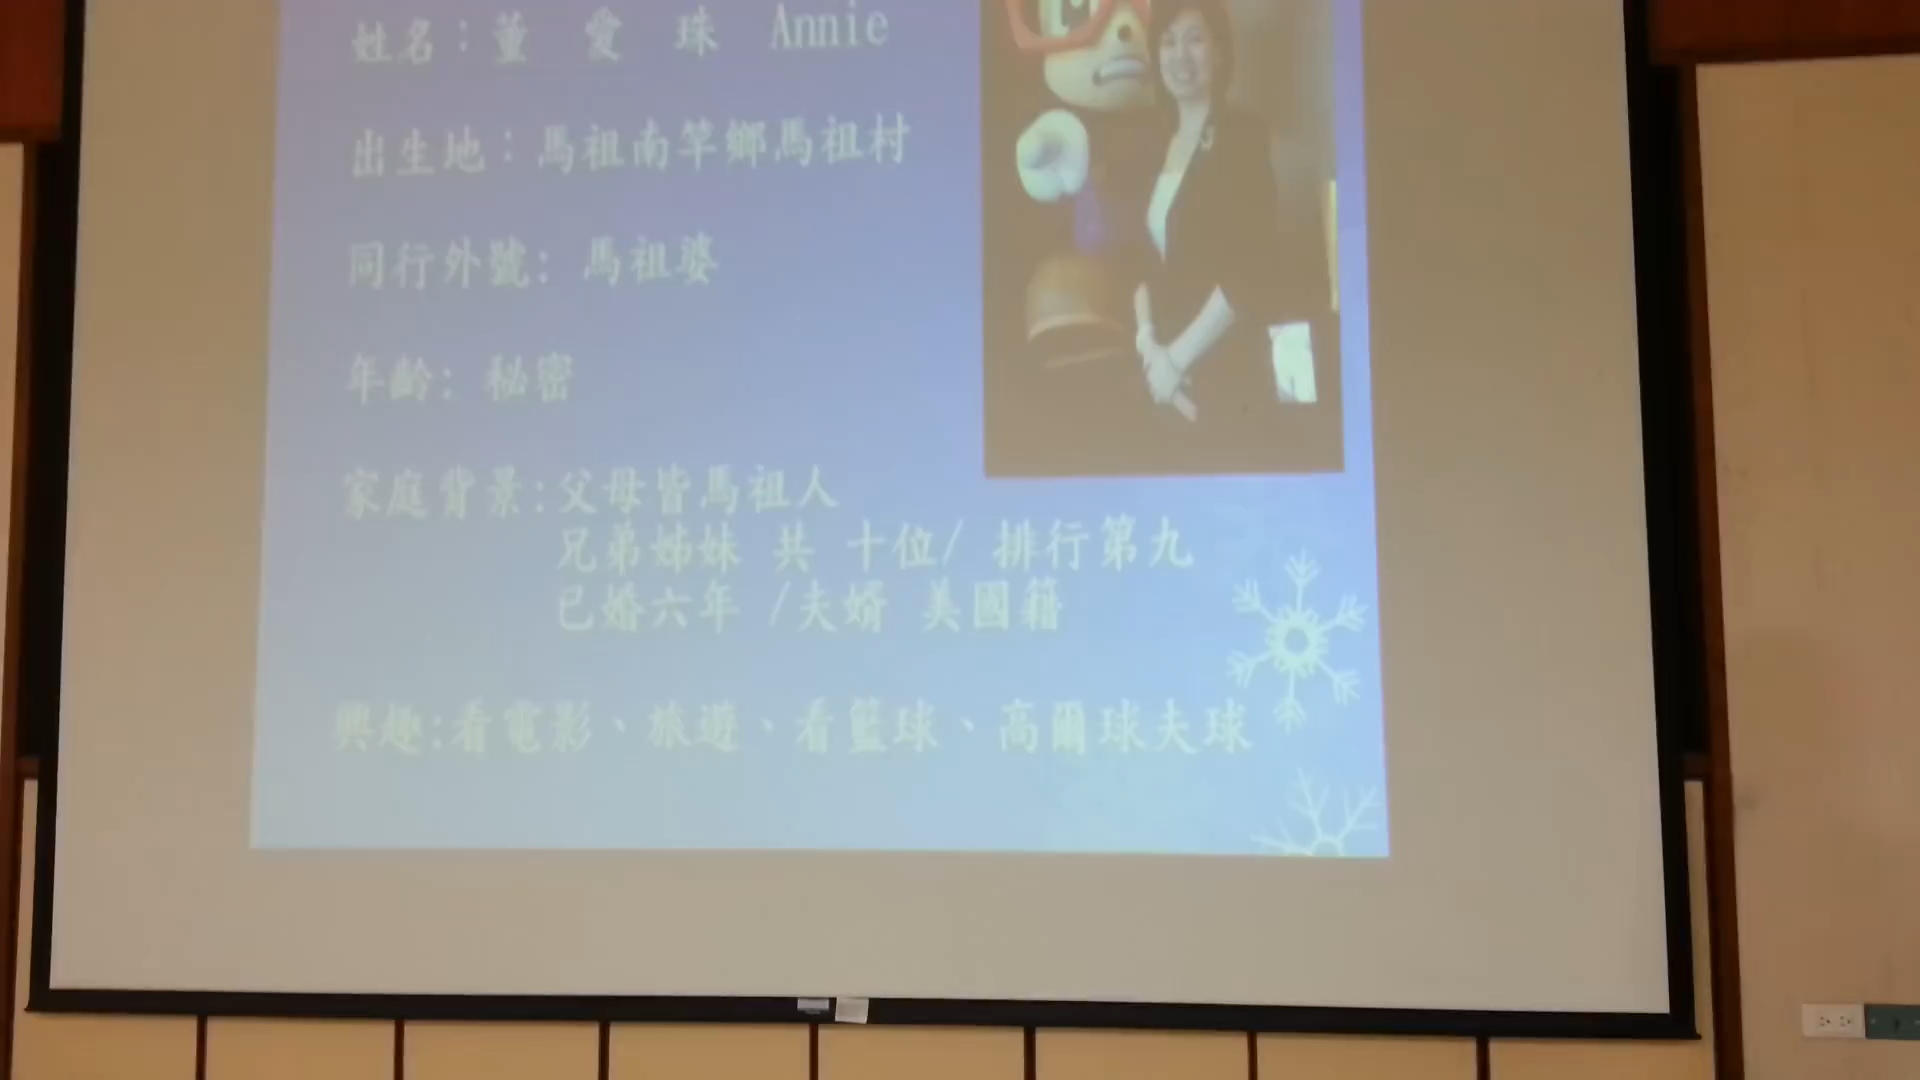 姓名：董 愛 珠 Annie
出生地：馬祖南竿鄉馬祖村
同行外號: 馬祖婆
年齡: 秘密
家庭背景:父母皆馬祖人
兄弟姊妹 共 十位/ 排行第九
已婚六年 /夫婿 美國籍
興趣:看電影、旅遊、看籃球、高爾球夫球